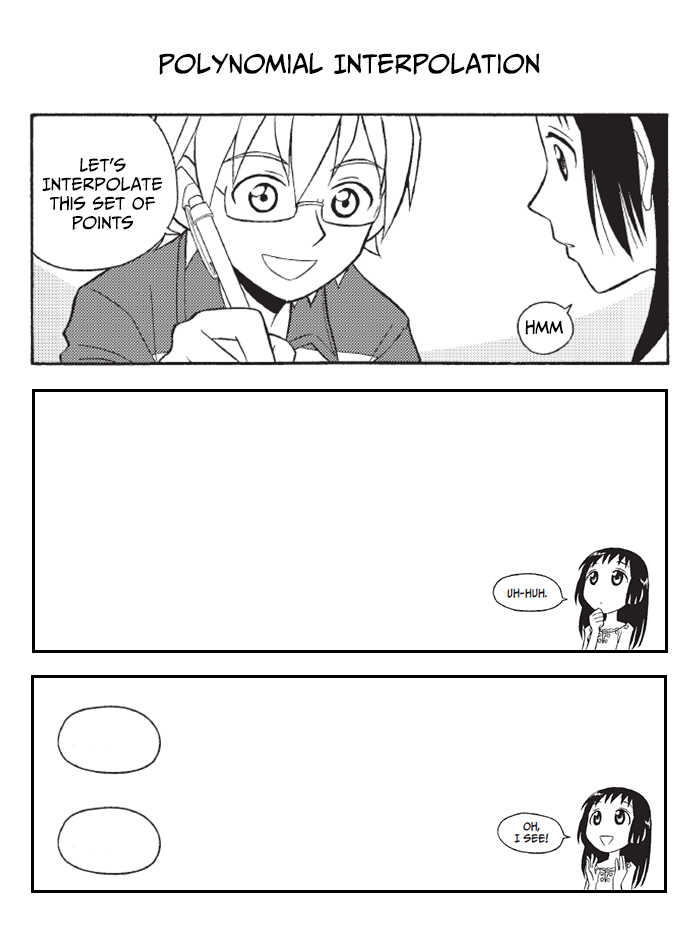 POLYNOMIAL INTERPOLATION
LET'S
INTERPOLATE
THIS SET OF
POINTS
HMM
UH-HUH.
OH,
I SEE!